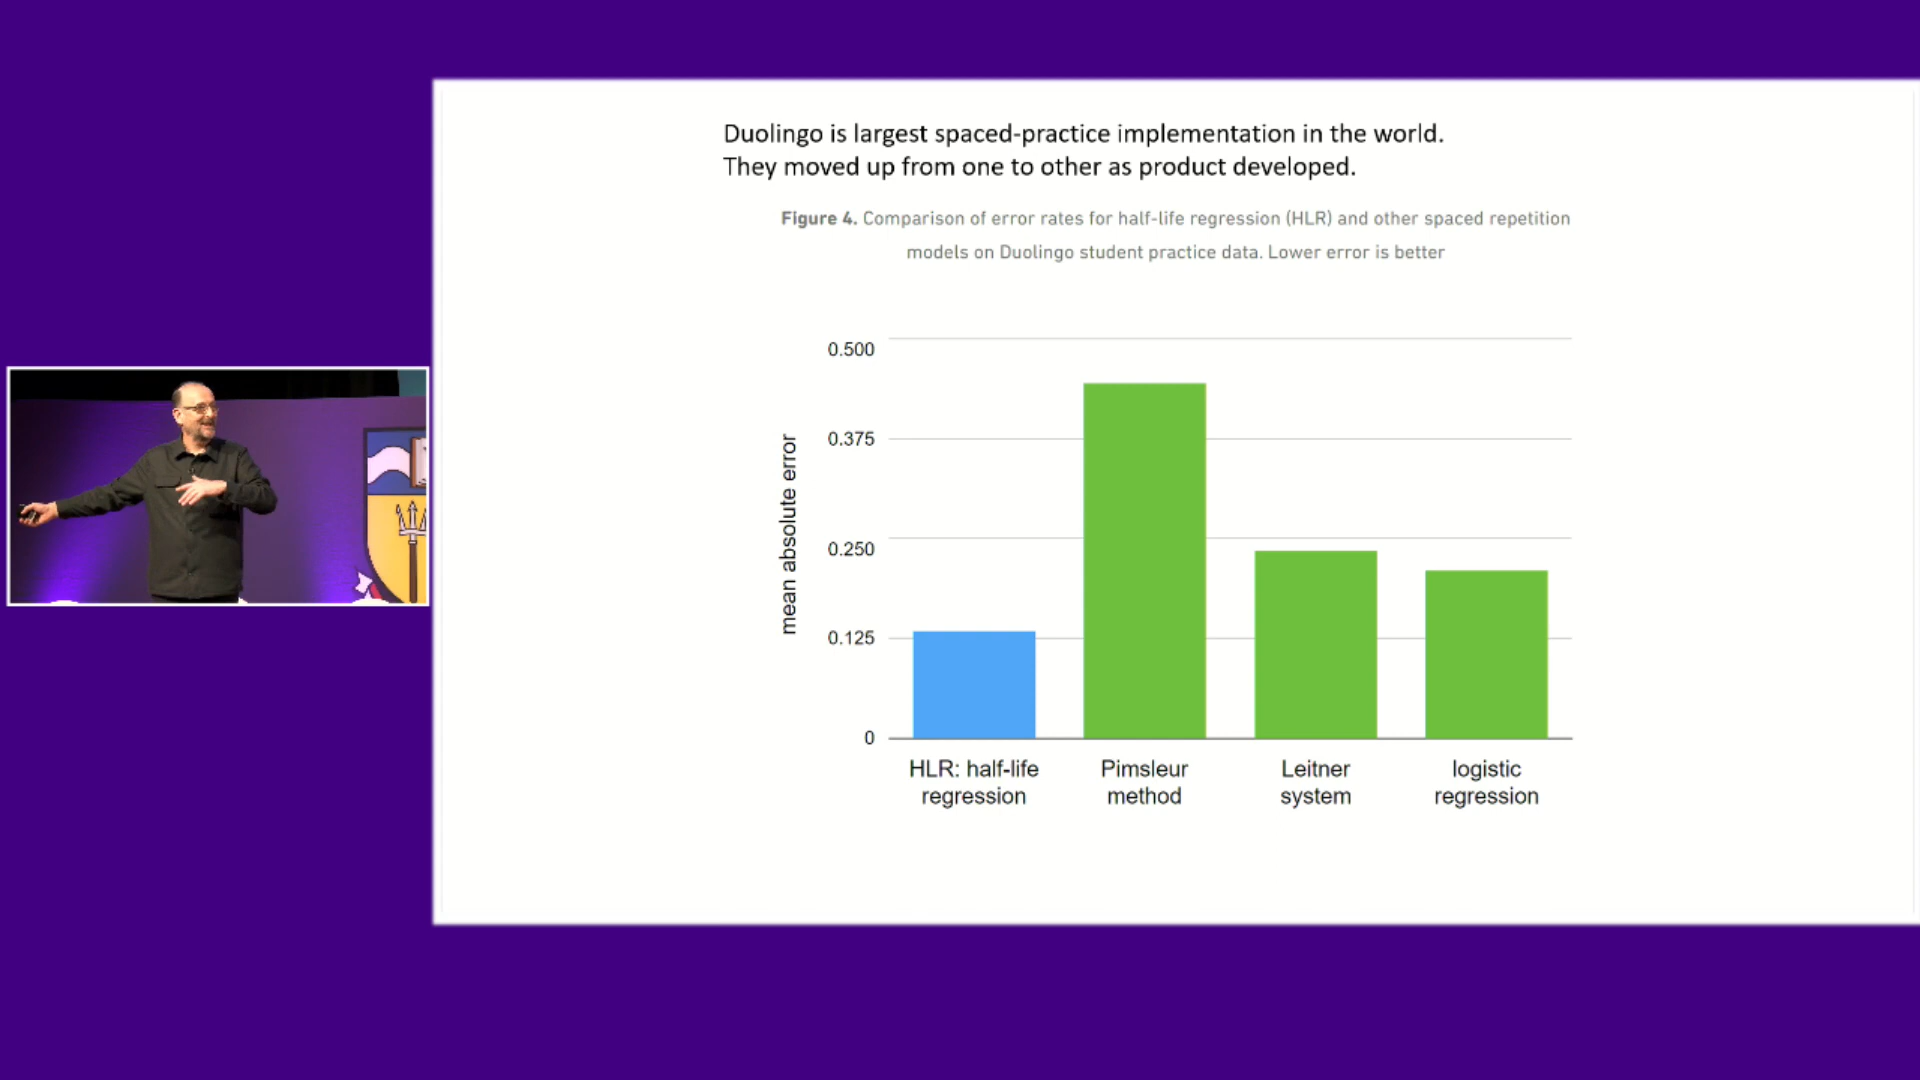 Duolingo is largest spaced-practice implementation in the world.
They moved up from one to other as product developed.
Figure 4. Comparison of error rates for half-life regression (HLR) and other spaced repetition
models on Duolingo student practice data. Lower error is better
mean absolute error
0.500
0.375
0.250
0.125
0
HLR: half-life
regression
Pimsleur
method
Leitner
system
logistic
regression